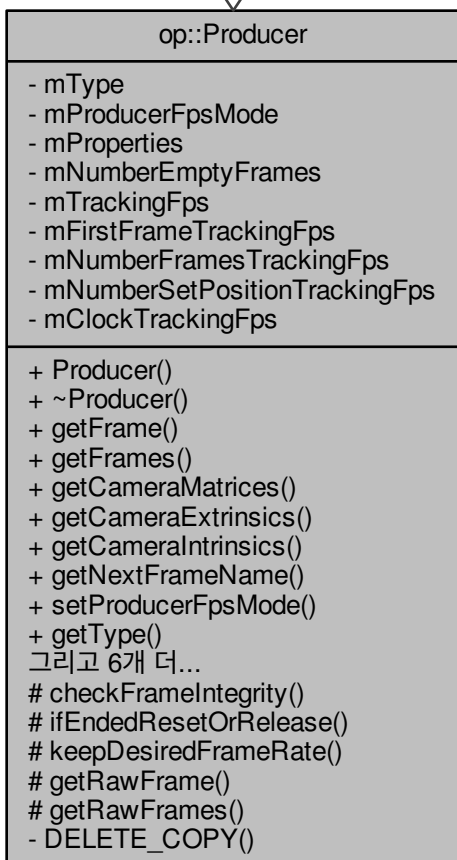 op::Producer
- mType
- mProducerFpsMode
- mProperties
- mNumberEmptyFrames
- mTrackingFps
- mFirstFrameTrackingFps
- mNumberFramesTrackingFps
- mNumberSetPositionTrackingFps
- mClockTrackingFps
+ Producer()
+ ~Producer()
+ getFrame()
+ getFrames()
+ getCameraMatrices()
+ getCameraExtrinsics()
+ getCameraIntrinsics()
+ getNextFrameName()
+ setProducerFpsMode()
+ getType()
그리고 6개 더...
# checkFrameIntegrity()
# ifEndedResetOrRelease()
# keepDesiredFrameRate()
# getRawFrame()
# getRawFrames()
- DELETE_COPY()